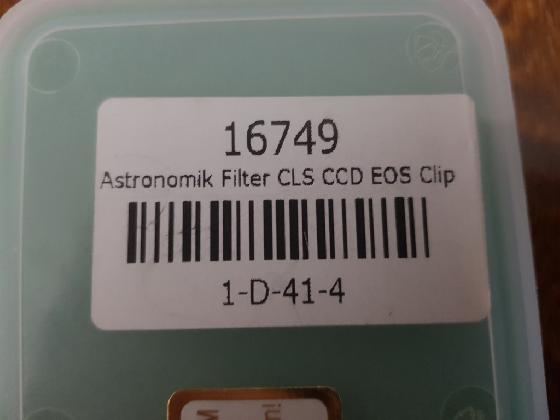 16749
Astronomik Filter CLS CCD EOS Clip
1-D-41-4